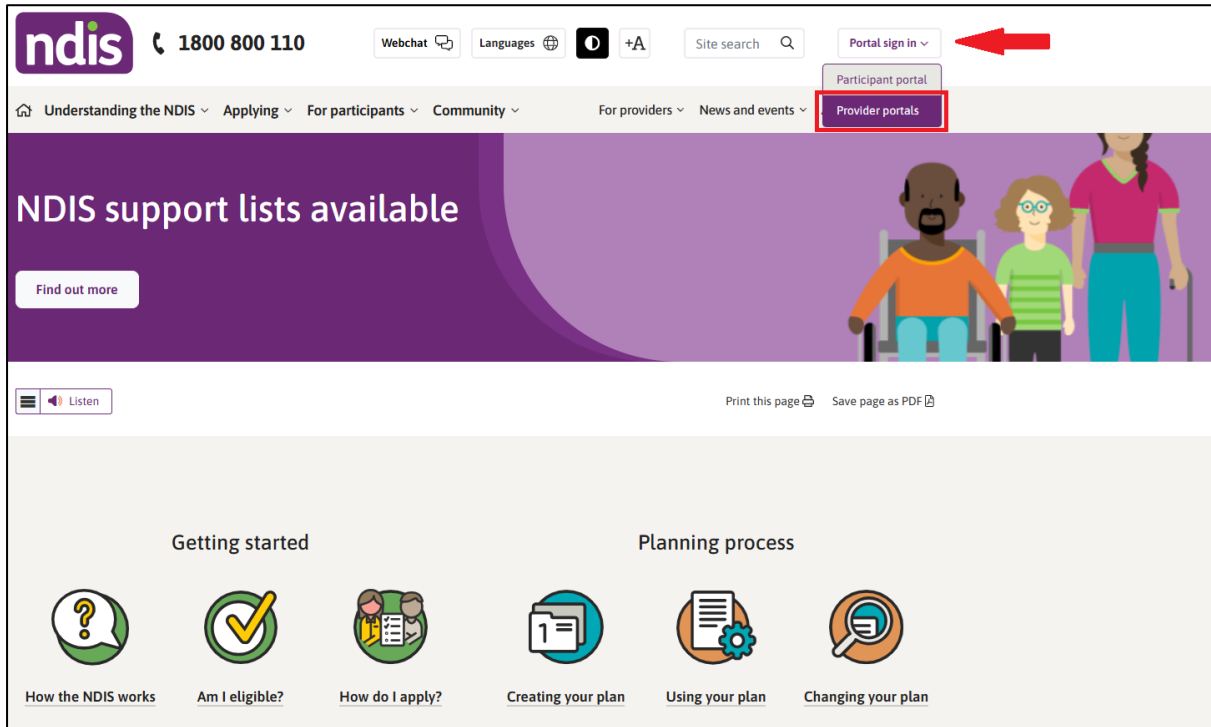 ndis
1800 800 110
Webchat
Languages
+A
Site search
Portal sign in
Participant portal
Provider portals
Understanding the NDIS
Applying
For participants
Community
For providers
News and events
NDIS support lists available
Find out more
Listen
Print this page
Save page as PDF
Getting started
Planning process
?
1
How the NDIS works
Am I eligible?
How do I apply?
Creating your plan
Using your plan
Changing your plan